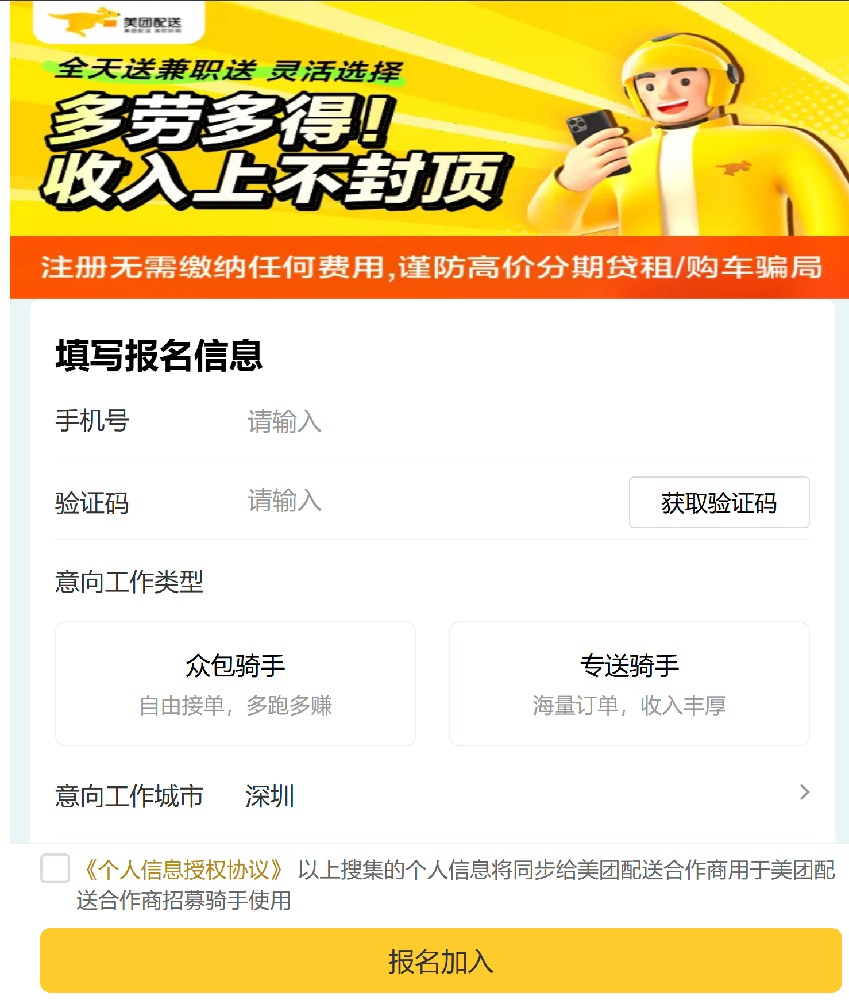 美团配送
美团配送 准时好用
全天送兼职送 灵活选择
多劳多得!
收入上不封顶
注册无需缴纳任何费用,谨防高价分期贷租/购车骗局
填写报名信息
手机号 请输入
验证码 请输入 获取验证码
意向工作类型
众包骑手 专送骑手
自由接单，多跑多赚 海量订单，收入丰厚
意向工作城市 深圳
《个人信息授权协议》 以上搜集的个人信息将同步给美团配送合作商用于美团配
送合作商招募骑手使用
报名加入